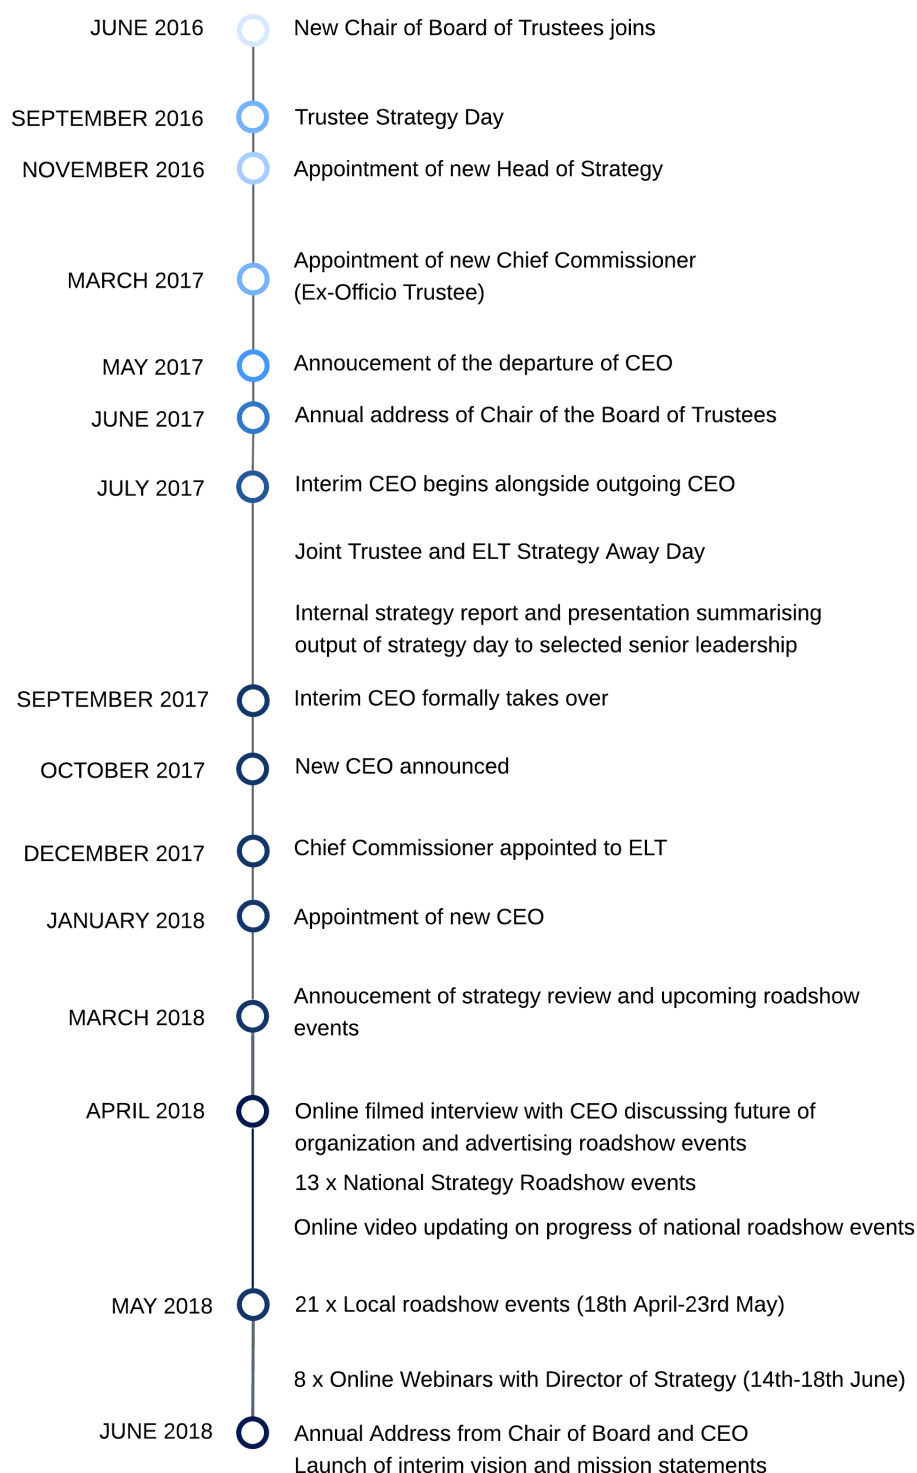 JUNE 2016 New Chair of Board of Trustees joins
SEPTEMBER 2016 Trustee Strategy Day
NOVEMBER 2016 Appointment of new Head of Strategy
MARCH 2017 Appointment of new Chief Commissioner
(Ex-Officio Trustee)
MAY 2017 Annoucement of the departure of CEO
JUNE 2017 Annual address of Chair of the Board of Trustees
JULY 2017 Interim CEO begins alongside outgoing CEO
Joint Trustee and ELT Strategy Away Day
Internal strategy report and presentation summarising
output of strategy day to selected senior leadership
SEPTEMBER 2017 Interim CEO formally takes over
OCTOBER 2017 New CEO announced
DECEMBER 2017 Chief Commissioner appointed to ELT
JANUARY 2018 Appointment of new CEO
MARCH 2018 Annoucement of strategy review and upcoming roadshow
events
APRIL 2018 Online filmed interview with CEO discussing future of
organization and advertising roadshow events
13 x National Strategy Roadshow events
Online video updating on progress of national roadshow events
MAY 2018 21 x Local roadshow events (18th April-23rd May)
8 x Online Webinars with Director of Strategy (14th-18th June)
JUNE 2018 Annual Address from Chair of Board and CEO
Launch of interim vision and mission statements